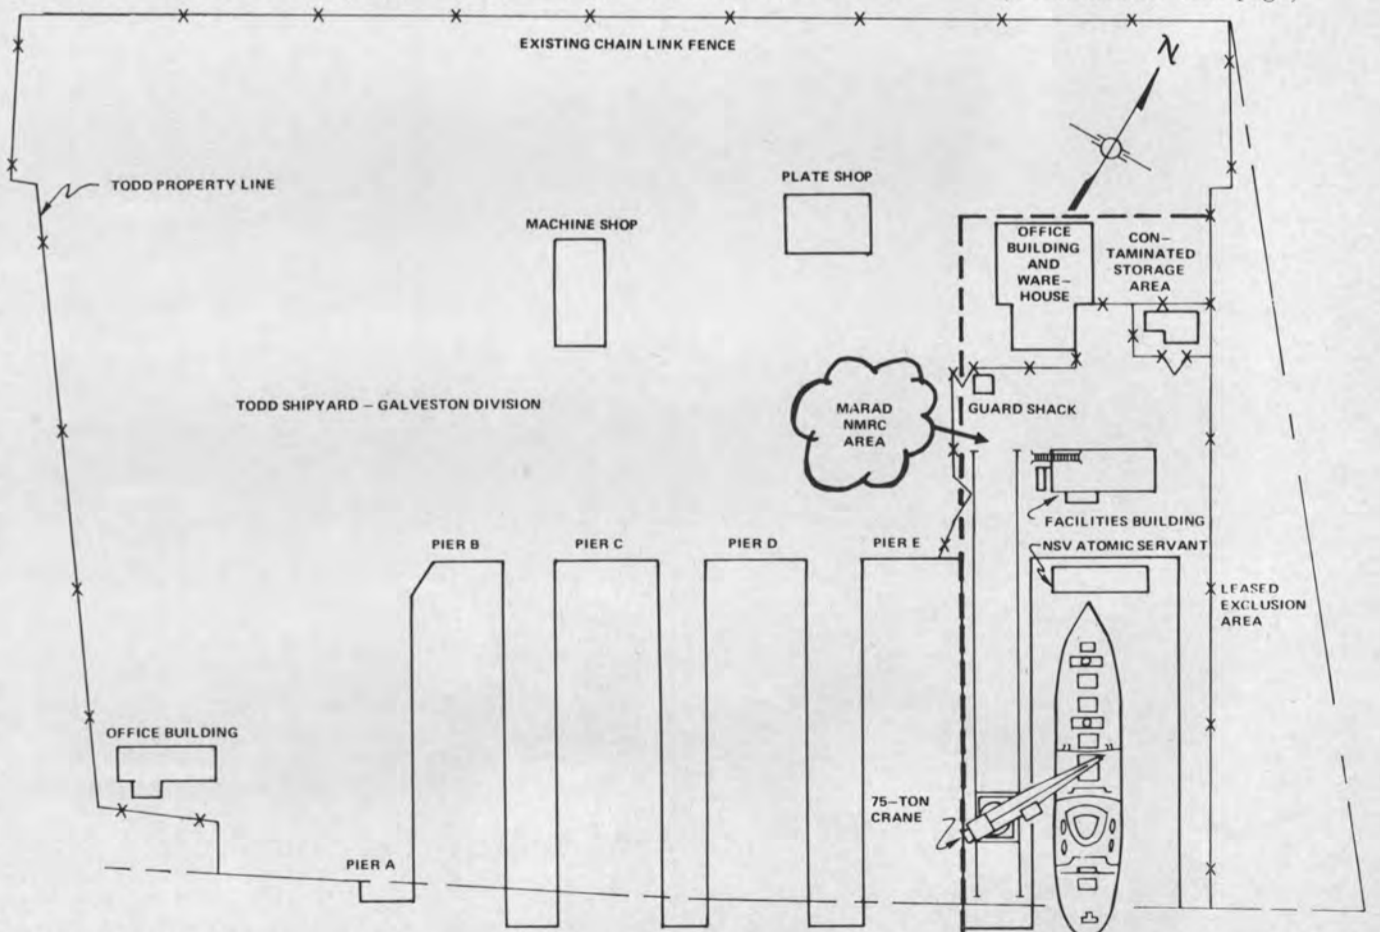 EXISTING CHAIN LINK FENCE
N
TODD PROPERTY LINE
PLATE SHOP
MACHINE SHOP
OFFICE
BUILDING
AND
WARE–
HOUSE
CON–
TAMINATED
STORAGE
AREA
TODD SHIPYARD – GALVESTON DIVISION
MARAD
NMRC
AREA
GUARD SHACK
FACILITIES BUILDING
PIER B
PIER C
PIER D
PIER E
NSV ATOMIC SERVANT
LEASED
EXCLUSION
AREA
OFFICE BUILDING
75–TON
CRANE
PIER A